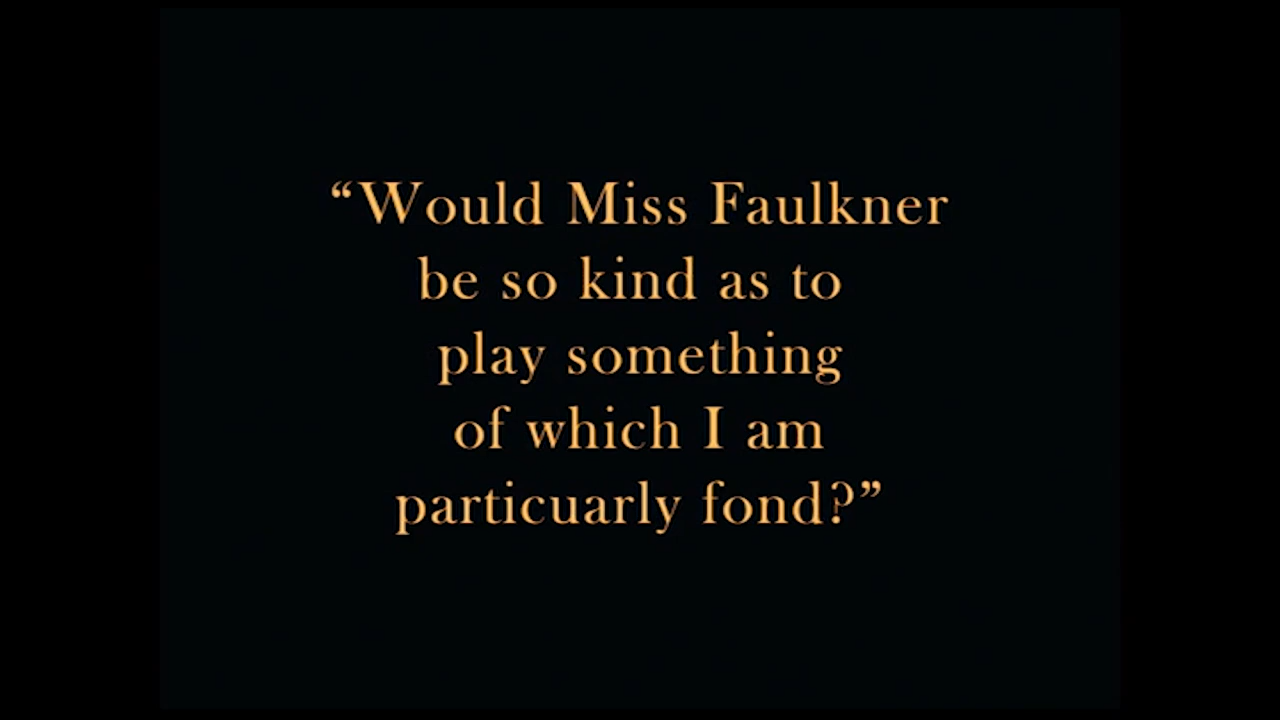 “Would Miss Faulkner
be so kind as to
play something
of which I am
particuarly fond?”